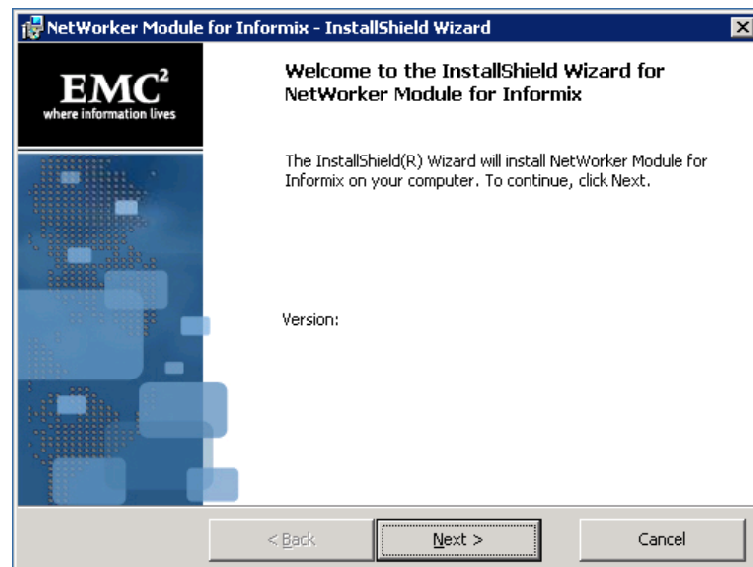 NetWorker Module for Informix - InstallShield Wizard
EMC²
where information lives
Welcome to the InstallShield Wizard for
NetWorker Module for Informix
The InstallShield(R) Wizard will install NetWorker Module for
Informix on your computer. To continue, click Next.
Version:
< Back
Next >
Cancel